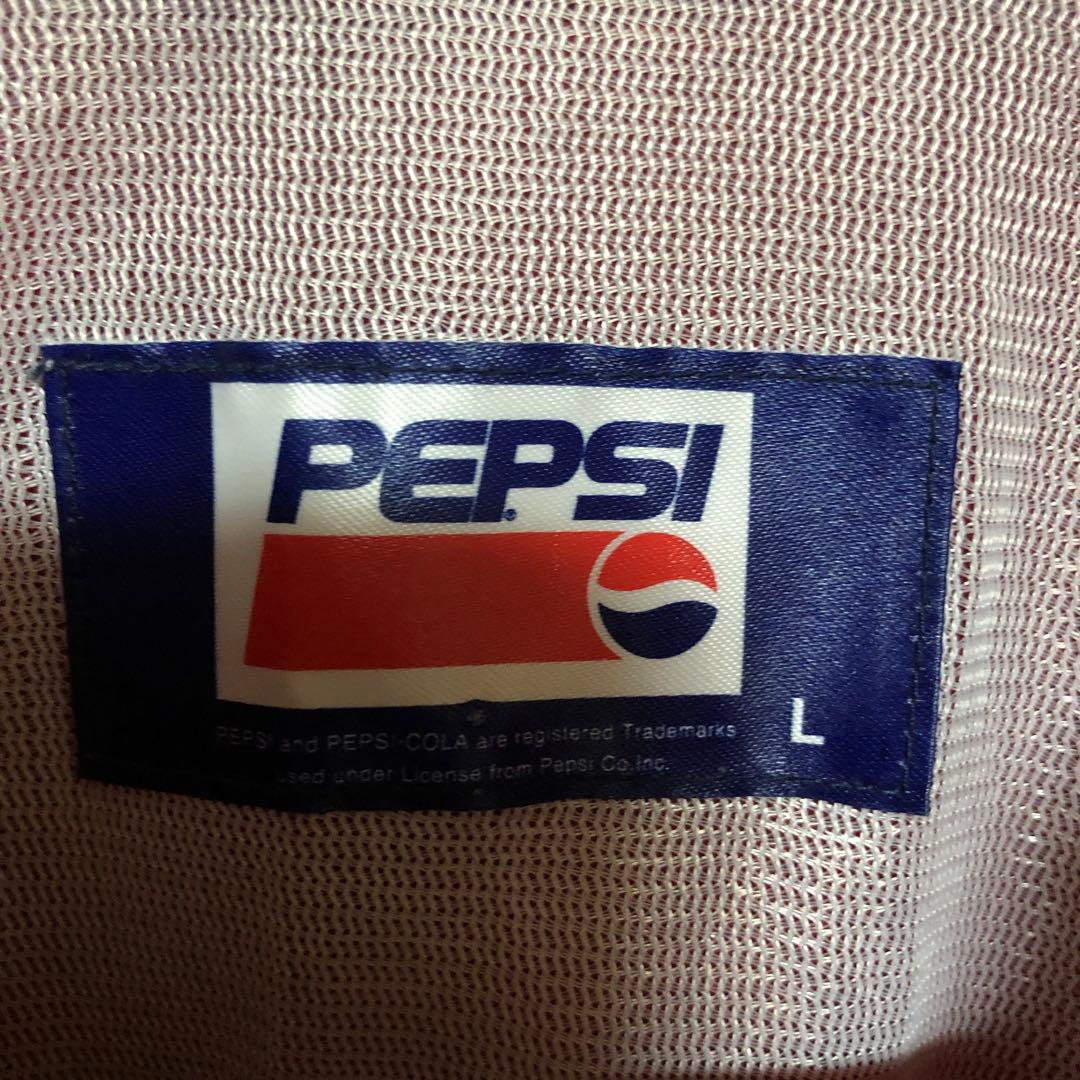 PEPSI
PEPSI and PEPSI-COLA are registered Trademarks
used under License from Pepsi Co.Inc.
L